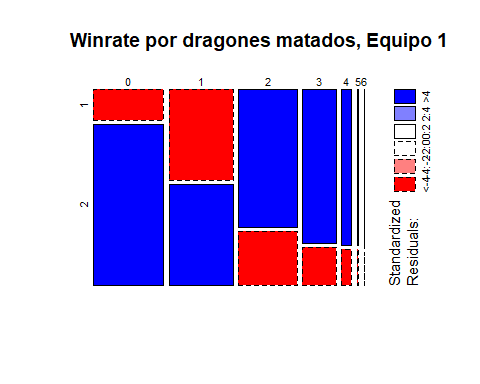 Winrate por dragones matados, Equipo 1
0 1 2 3 4 5 6
1
2
Standardized
Residuals:
<-4 -4:-2 -2:0 0:2 2:4 >4